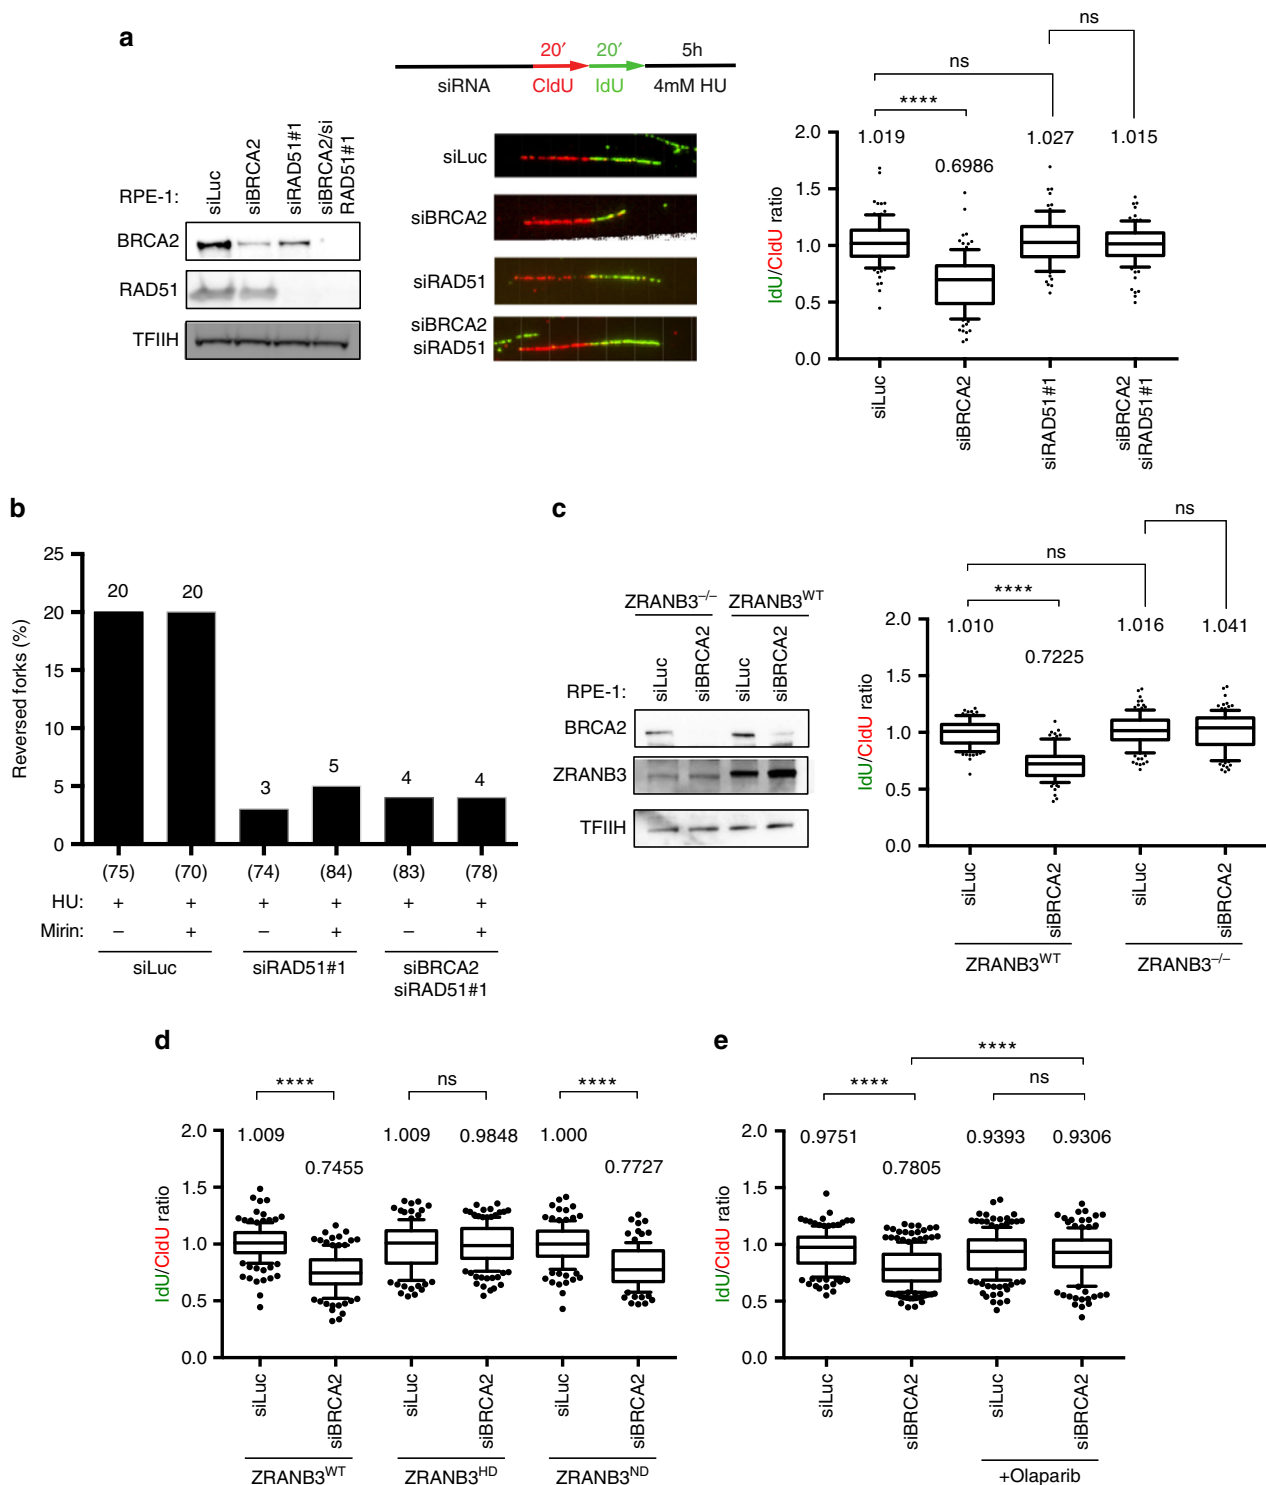 a
20′ 20′ 5h
siRNA CldU IdU 4mM HU
RPE-1: siLuc siBRCA2 siRAD51#1 siBRCA2/si RAD51#1
BRCA2
RAD51
TFIIH
siLuc
siBRCA2
siRAD51
siBRCA2
siRAD51
ns
ns
****
1.019 0.6986 1.027 1.015
IdU/CldU ratio
2.0
1.5
1.0
0.5
0.0
siLuc siBRCA2 siRAD51#1 siBRCA2 siRAD51#1
b
Reversed forks (%)
25
20
15
10
5
0
20 20 3 5 4 4
(75) (70) (74) (84) (83) (78)
HU: + + + + + +
Mirin: – + – + – +
siLuc siRAD51#1 siBRCA2
siRAD51#1
c
ZRANB3–/– ZRANB3WT
RPE-1: siLuc siBRCA2 siLuc siBRCA2
BRCA2
ZRANB3
TFIIH
ns
ns
****
1.010 0.7225 1.016 1.041
IdU/CldU ratio
2.0
1.5
1.0
0.5
0.0
siLuc siBRCA2 siLuc siBRCA2
ZRANB3WT ZRANB3–/–
d
**** ns ****
1.009 0.7455 1.009 0.9848 1.000 0.7727
IdU/CldU ratio
2.0
1.5
1.0
0.5
0.0
siLuc siBRCA2 siLuc siBRCA2 siLuc siBRCA2
ZRANB3WT ZRANB3HD ZRANB3ND
e
****
**** ns
0.9751 0.7805 0.9393 0.9306
IdU/CldU ratio
2.0
1.5
1.0
0.5
0.0
siLuc siBRCA2 siLuc siBRCA2
+Olaparib